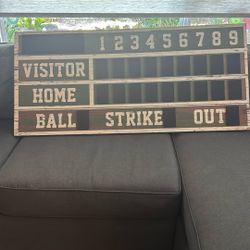 1 2 3 4 5 6 7 8 9
VISITOR
HOME
BALL STRIKE OUT